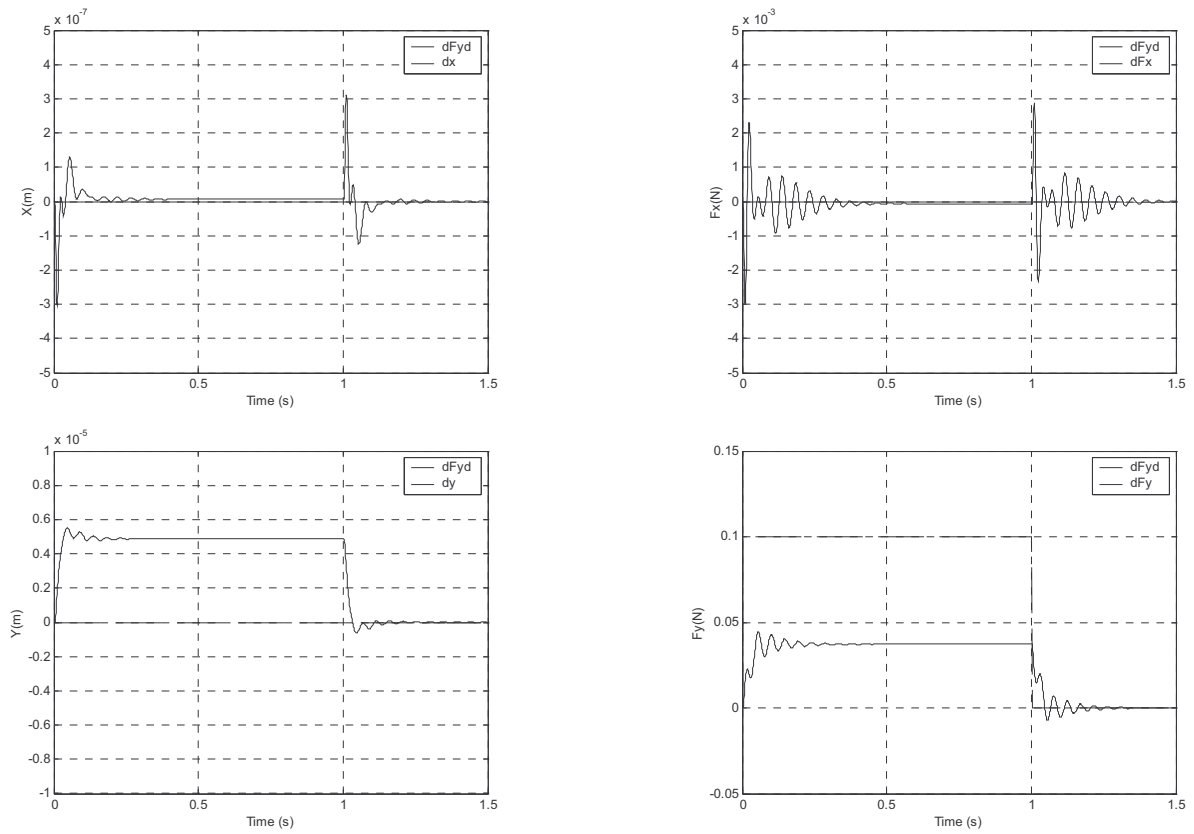 x 10-7
5
4
3
2
1
0
-1
-2
-3
-4
-5
X(m)
0
0.5
1
1.5
Time (s)
dFyd
dx
x 10-3
5
4
3
2
1
0
-1
-2
-3
-4
-5
Fx(N)
0
0.5
1
1.5
Time (s)
dFyd
dFx
x 10-5
1
0.8
0.6
0.4
0.2
0
-0.2
-0.4
-0.6
-0.8
-1
Y(m)
0
0.5
1
1.5
Time (s)
dFyd
dy
0.15
0.1
0.05
0
-0.05
Fy(N)
0
0.5
1
1.5
Time (s)
dFyd
dFy